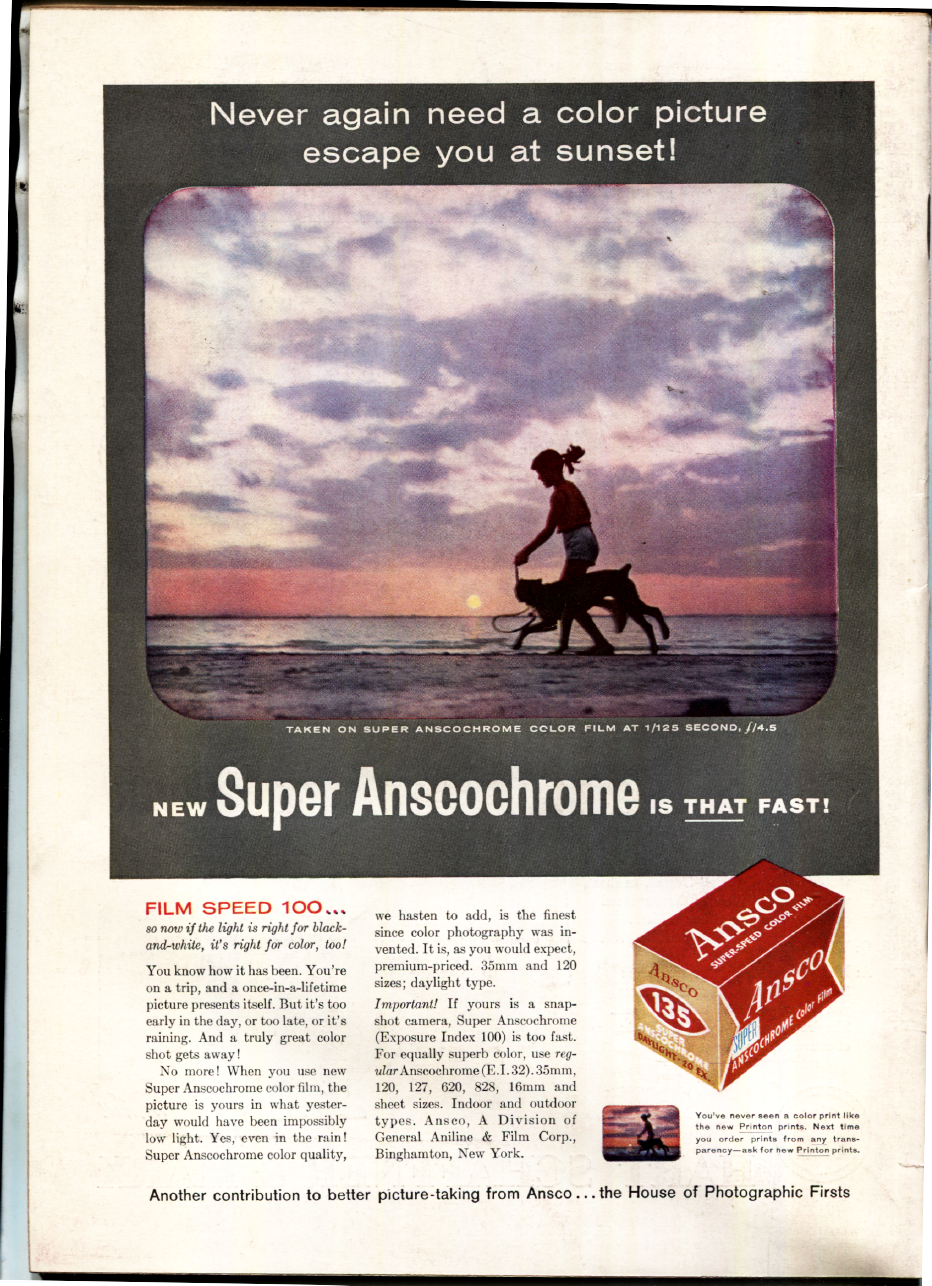 Never again need a color picture
escape you at sunset!
TAKEN ON SUPER ANSCOCHROME COLOR FILM AT 1/125 SECOND, ƒ/4.5
NEW Super Anscochrome IS THAT FAST!
FILM SPEED 100...
so now if the light is right for black-
and-white, it's right for color, too!
You know how it has been. You're
on a trip, and a once-in-a-lifetime
picture presents itself. But it's too
early in the day, or too late, or it's
raining. And a truly great color
shot gets away!
No more! When you use new
Super Anscochrome color film, the
picture is yours in what yester-
day would have been impossibly
low light. Yes, even in the rain!
Super Anscochrome color quality,
we hasten to add, is the finest
since color photography was in-
vented. It is, as you would expect,
premium-priced. 35mm and 120
sizes; daylight type.
Important! If yours is a snap-
shot camera, Super Anscochrome
(Exposure Index 100) is too fast.
For equally superb color, use reg-
ular Anscochrome (E.I. 32). 35mm,
120, 127, 620, 828, 16mm and
sheet sizes. Indoor and outdoor
types. Ansco, A Division of
General Aniline & Film Corp.,
Binghamton, New York.
Ansco
SUPER-SPEED COLOR FILM
Ansco
135
SUPER
ANSCOCHROME
DAYLIGHT-20 EX.
Ansco
SUPER
ANSCOCHROME Color Film
You've never seen a color print like
the new Printon prints. Next time
you order prints from any trans-
parency—ask for new Printon prints.
Another contribution to better picture-taking from Ansco...the House of Photographic Firsts